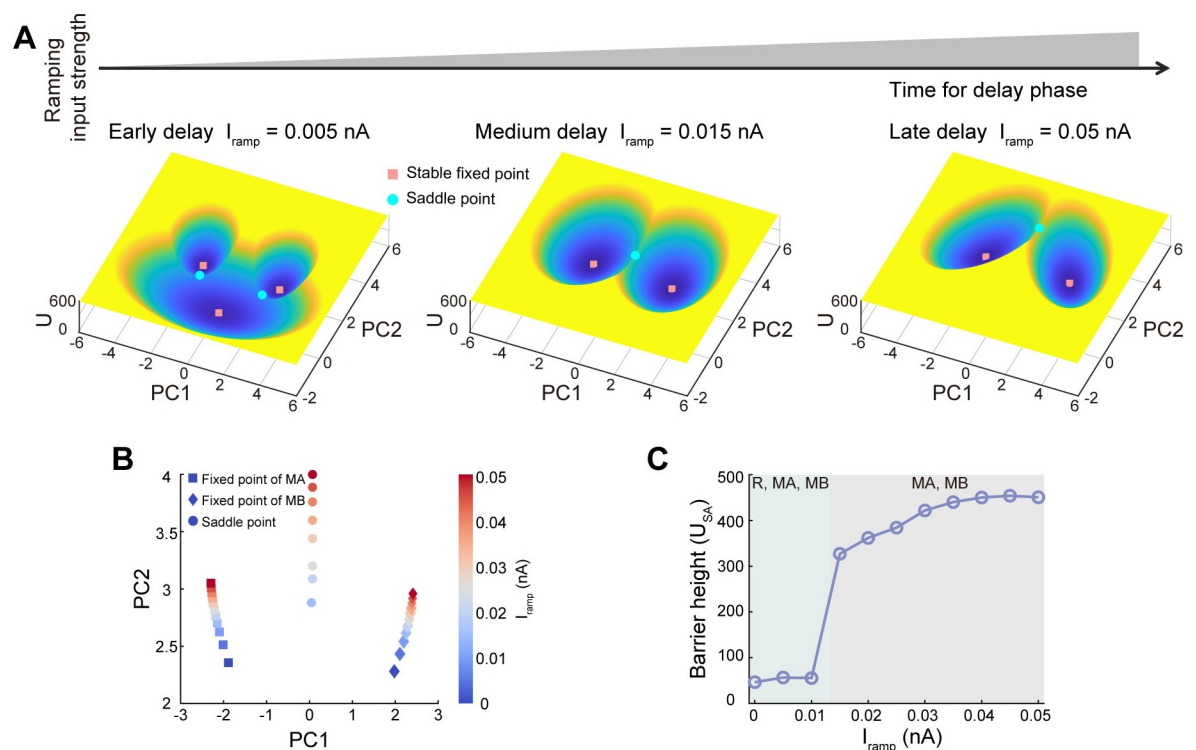 A
Ramping
input strength
Time for delay phase
Early delay I_ramp = 0.005 nA
Medium delay I_ramp = 0.015 nA
Late delay I_ramp = 0.05 nA
Stable fixed point
Saddle point
600
0
U
-6
-4
-2
0
2
4
6
PC1
-2
0
2
4
6
PC2
600
0
U
-6
-4
-2
0
2
4
6
PC1
-2
0
2
4
6
PC2
600
0
U
-6
-4
-2
0
2
4
6
PC1
-2
0
2
4
6
PC2
B
Fixed point of MA
Fixed point of MB
Saddle point
4
3.5
3
2.5
2
PC2
-3
-2
-1
0
1
2
3
PC1
0.05
0.04
0.03
0.02
0.01
0
I_ramp (nA)
C
R, MA, MB
MA, MB
500
400
300
200
100
0
Barrier height (U_SA)
0
0.01
0.02
0.03
0.04
0.05
I_ramp (nA)